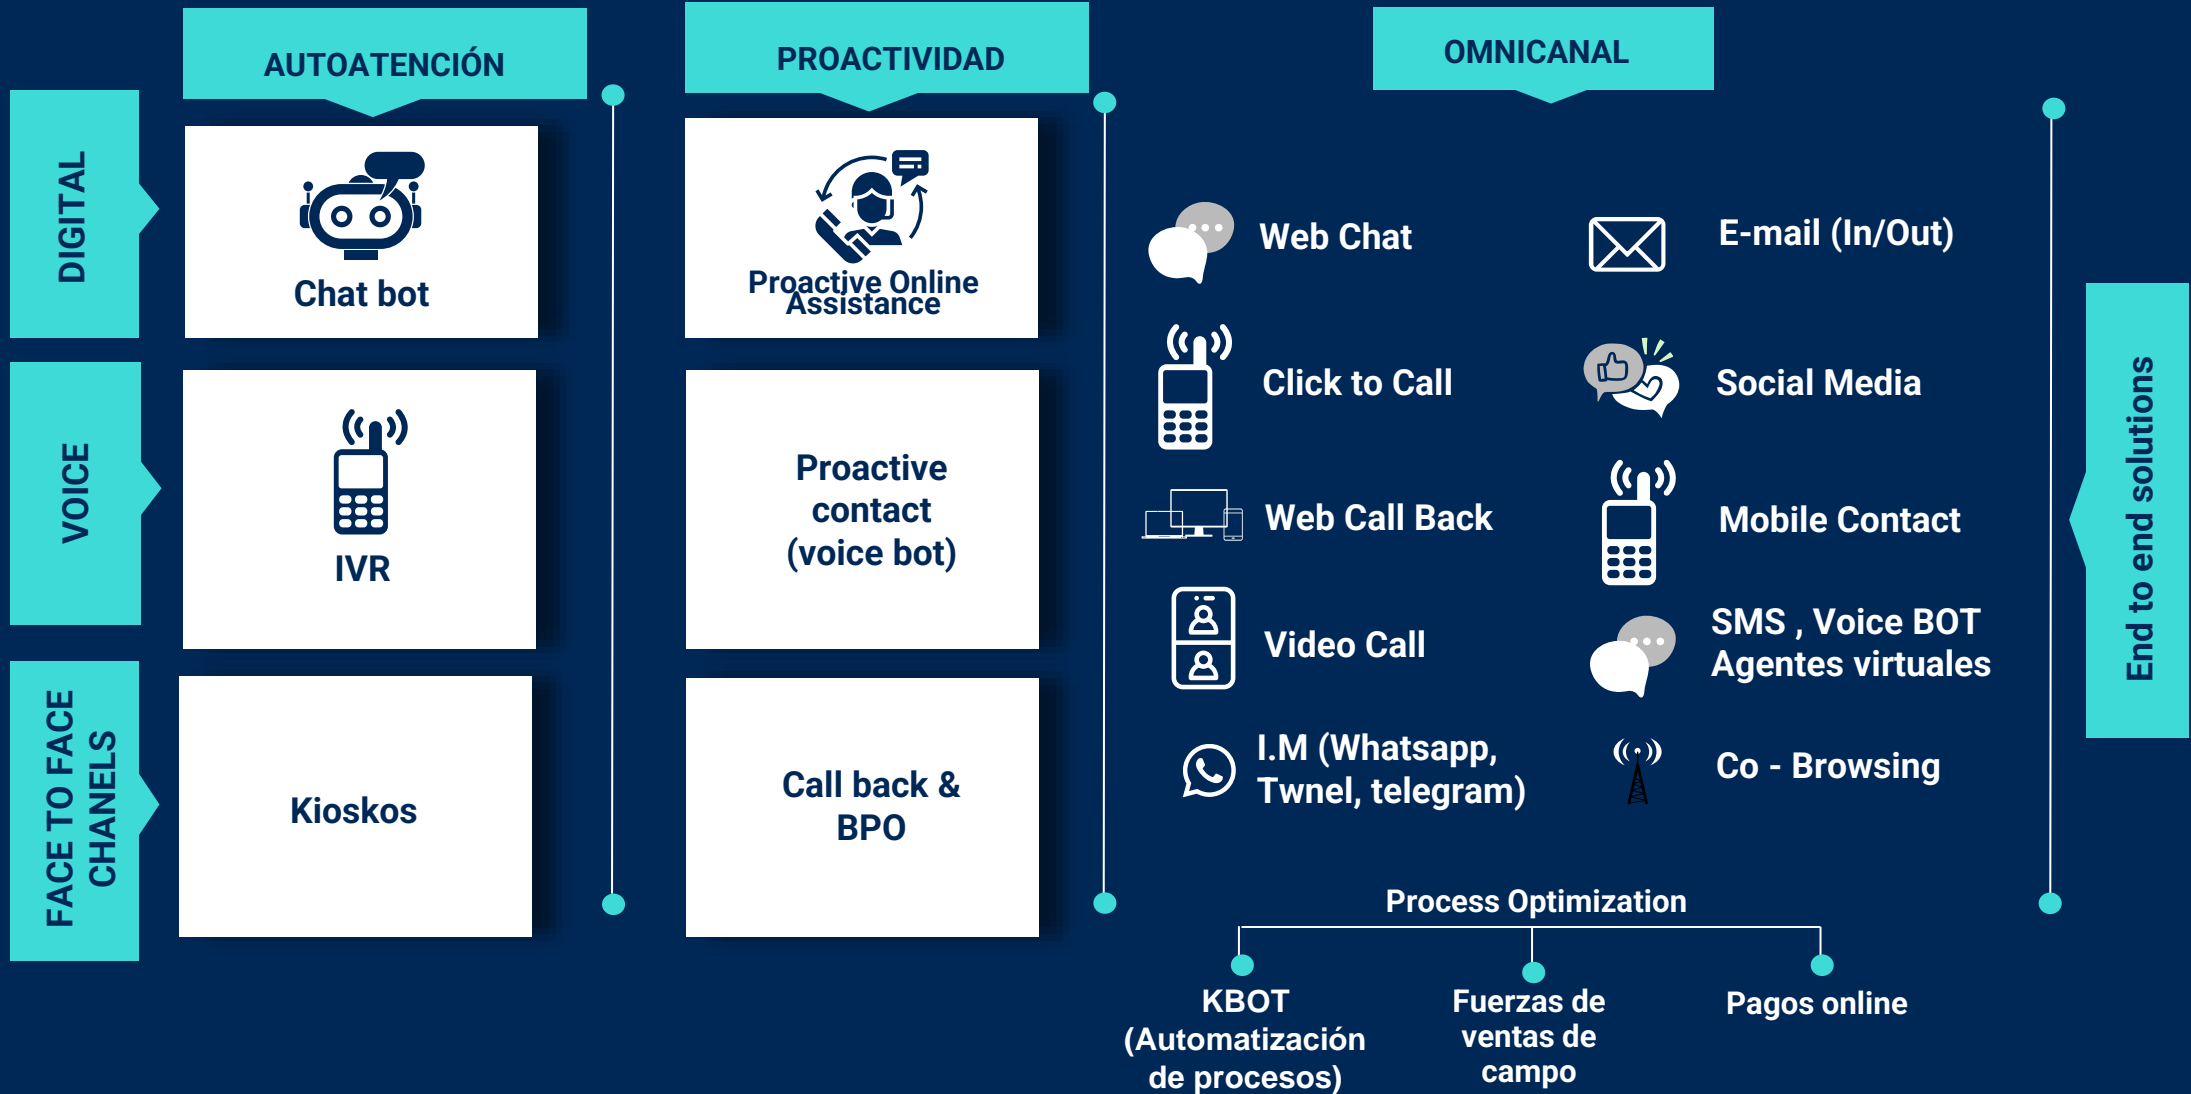 AUTOATENCIÓN
PROACTIVIDAD
OMNICANAL
DIGITAL
Chat bot
Proactive Online
Assistance
VOICE
IVR
Proactive
contact
(voice bot)
FACE TO FACE
CHANELS
Kioskos
Call back &
BPO
Web Chat
E-mail (In/Out)
Click to Call
Social Media
Web Call Back
Mobile Contact
Video Call
SMS , Voice BOT
Agentes virtuales
I.M (Whatsapp,
Twnel, telegram)
Co - Browsing
End to end solutions
Process Optimization
KBOT
(Automatización
de procesos)
Fuerzas de
ventas de
campo
Pagos online